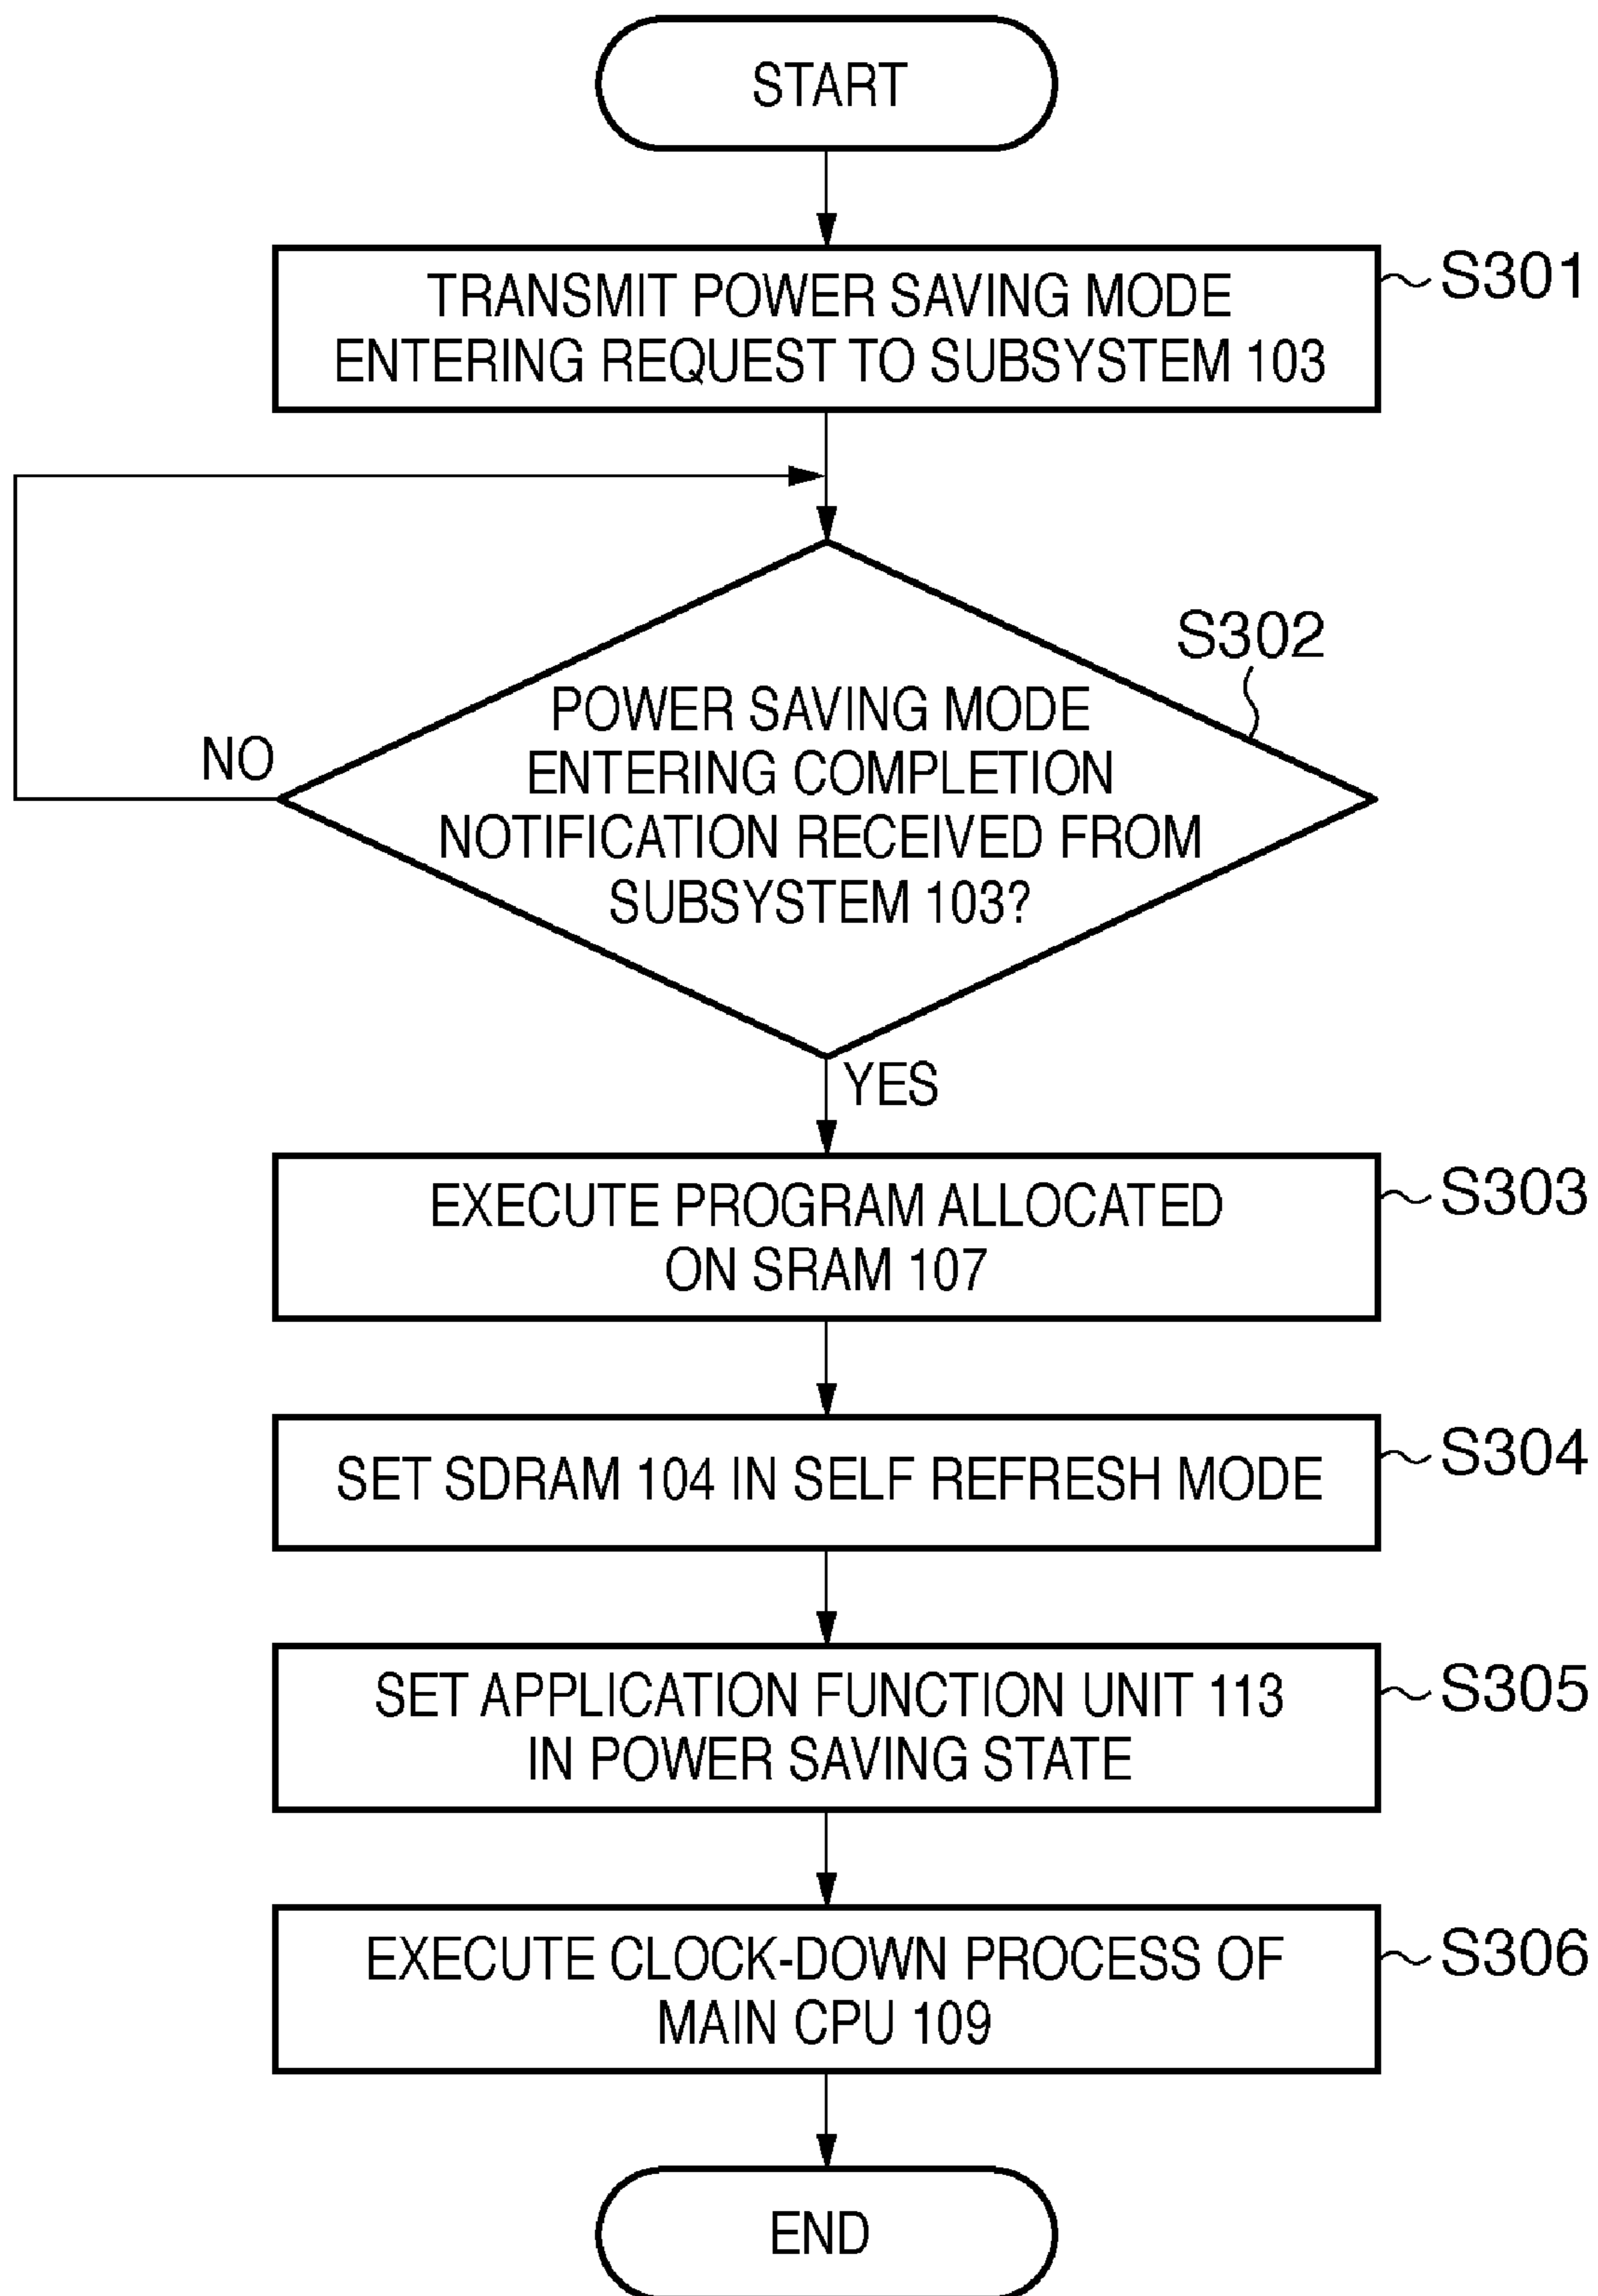 START
TRANSMIT POWER SAVING MODE
ENTERING REQUEST TO SUBSYSTEM 103
S301
S302
POWER SAVING MODE
ENTERING COMPLETION
NOTIFICATION RECEIVED FROM
SUBSYSTEM 103?
NO
YES
EXECUTE PROGRAM ALLOCATED
ON SRAM 107
S303
SET SDRAM 104 IN SELF REFRESH MODE
S304
SET APPLICATION FUNCTION UNIT 113
IN POWER SAVING STATE
S305
EXECUTE CLOCK-DOWN PROCESS OF
MAIN CPU 109
S306
END